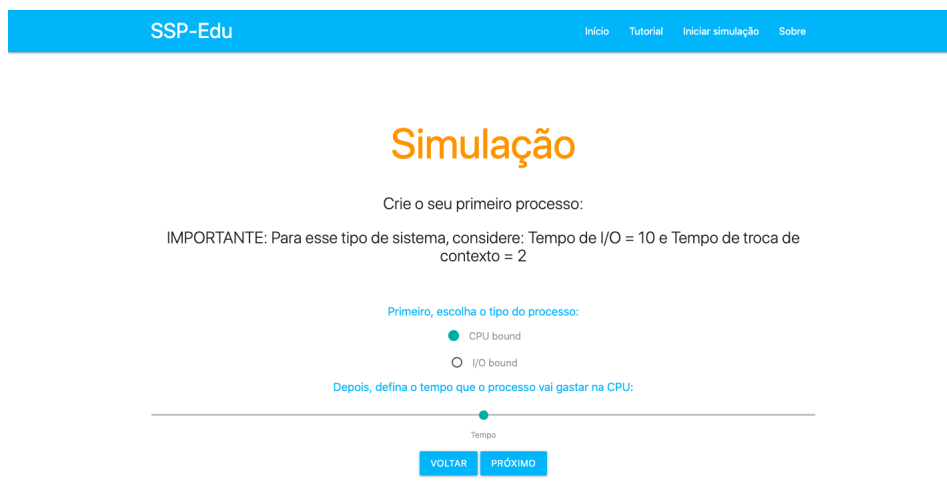 SSP-Edu
Início Tutorial Iniciar simulação Sobre
Simulação
Crie o seu primeiro processo:
IMPORTANTE: Para esse tipo de sistema, considere: Tempo de I/O = 10 e Tempo de troca de
contexto = 2
Primeiro, escolha o tipo do processo:
CPU bound
I/O bound
Depois, defina o tempo que o processo vai gastar na CPU:
Tempo
VOLTAR PRÓXIMO